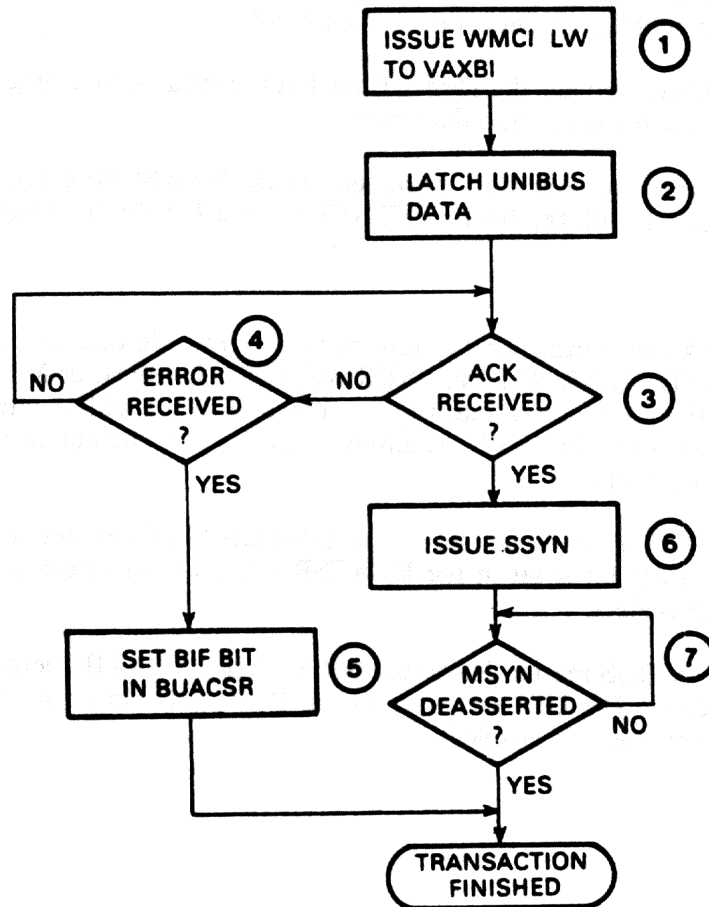 ISSUE WMCI LW
TO VAXBI
1
LATCH UNIBUS
DATA
2
4
ERROR
RECEIVED
?
NO
NO
ACK
RECEIVED
?
3
YES
YES
ISSUE SSYN
6
SET BIF BIT
IN BUACSR
5
MSYN
DEASSERTED
?
7
NO
YES
TRANSACTION
FINISHED